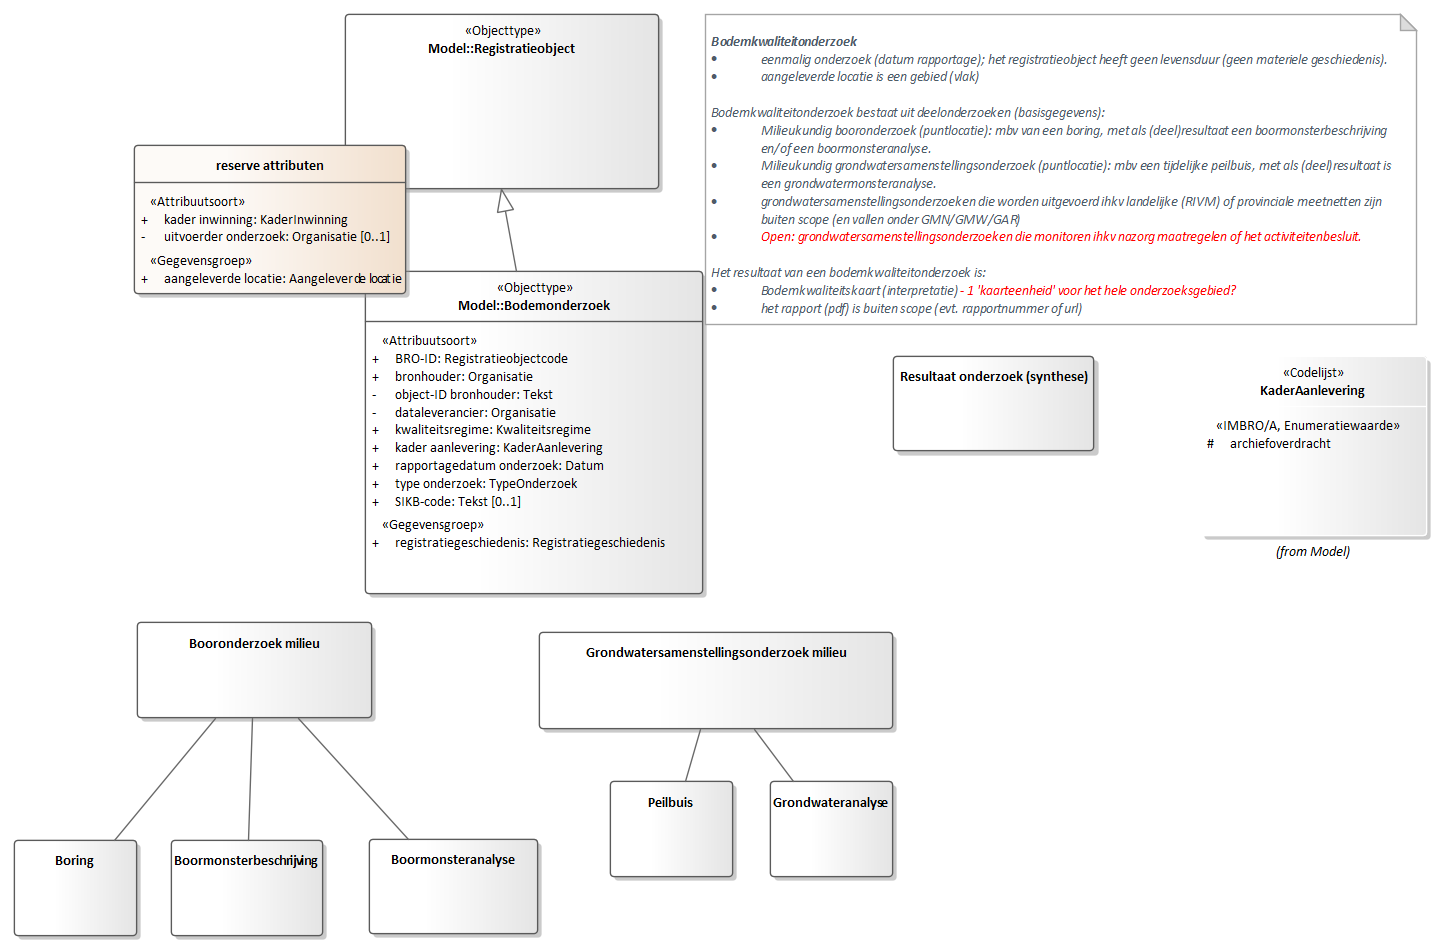 «Objecttype»
Model::Registratieobject
reserve attributen
«Attribuutsoort»
+ kader inwinning: KaderInwinning
- uitvoerder onderzoek: Organisatie [0..1]
«Gegevensgroep»
+ aangeleverde locatie: Aangeleverde locatie
«Objecttype»
Model::Bodemonderzoek
«Attribuutsoort»
+ BRO-ID: Registratieobjectcode
+ bronhouder: Organisatie
- object-ID bronhouder: Tekst
- dataleverancier: Organisatie
+ kwaliteitsregime: Kwaliteitsregime
+ kader aanlevering: KaderAanlevering
+ rapportagedatum onderzoek: Datum
+ type onderzoek: TypeOnderzoek
+ SIKB-code: Tekst [0..1]
«Gegevensgroep»
+ registratiegeschiedenis: Registratiegeschiedenis
Bodemkwaliteitonderzoek
• eenmalig onderzoek (datum rapportage); het registratieobject heeft geen levensduur (geen materiele geschiedenis).
• aangeleverde locatie is een gebied (vlak)
Bodemkwaliteitonderzoek bestaat uit deelonderzoeken (basisgegevens):
• Milieukundig booronderzoek (puntlocatie): mbv van een boring, met als (deel)resultaat een boormonsterbeschrijving
en/of een boormonsteranalyse.
• Milieukundig grondwatersamenstellingsonderzoek (puntlocatie): mbv een tijdelijke peilbuis, met als (deel)resultaat is
een grondwatermonsteranalyse.
• grondwatersamenstellingsonderzoeken die worden uitgevoerd ihkv landelijke (RIVM) of provinciale meetnetten zijn
buiten scope (en vallen onder GMN/GMW/GAR)
• Open: grondwatersamenstellingsonderzoeken die monitoren ihkv nazorg maatregelen of het activiteitenbesluit.
Het resultaat van een bodemkwaliteitonderzoek is:
• Bodemkwaliteitskaart (interpretatie) - 1 'kaarteenheid' voor het hele onderzoeksgebied?
• het rapport (pdf) is buiten scope (evt. rapportnummer of url)
Resultaat onderzoek (synthese)
«Codelijst»
KaderAanlevering
«IMBRO/A, Enumeratiewaarde»
# archiefoverdracht
(from Model)
Booronderzoek milieu
Grondwatersamenstellingsonderzoek milieu
Peilbuis
Grondwateranalyse
Boring
Boormonsterbeschrijving
Boormonsteranalyse